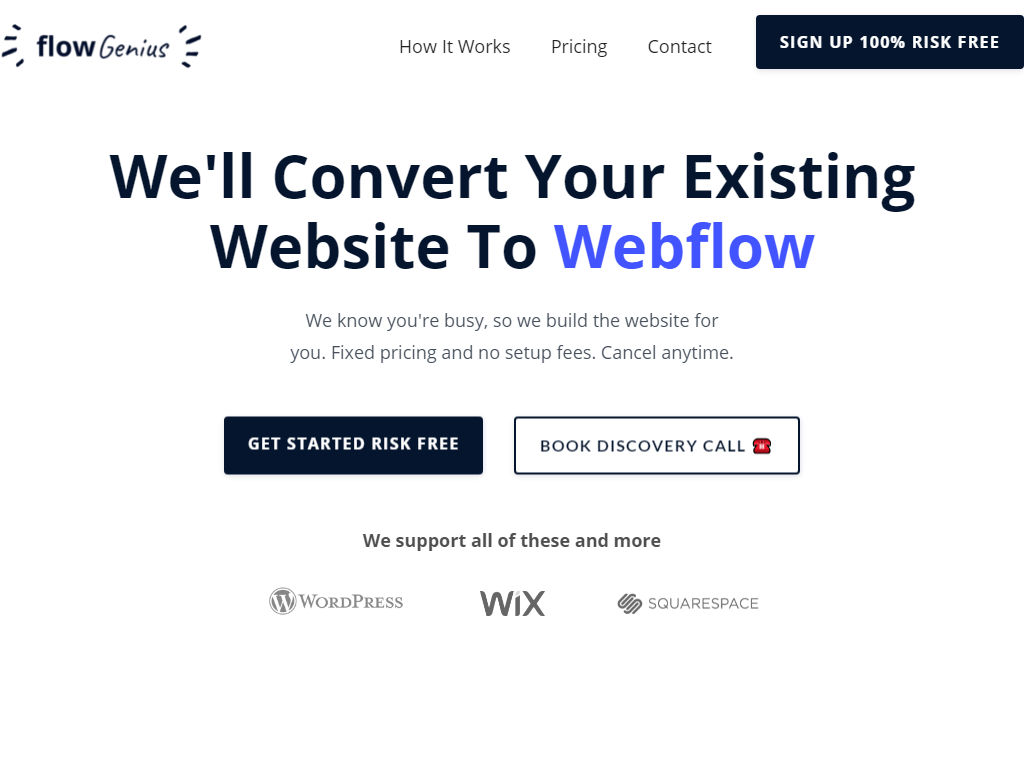 flow Genius
How It Works
Pricing
Contact
SIGN UP 100% RISK FREE
We'll Convert Your Existing
Website To Webflow
We know you're busy, so we build the website for
you. Fixed pricing and no setup fees. Cancel anytime.
GET STARTED RISK FREE
BOOK DISCOVERY CALL ☎️
We support all of these and more
WORDPRESS
WiX
SQUARESPACE